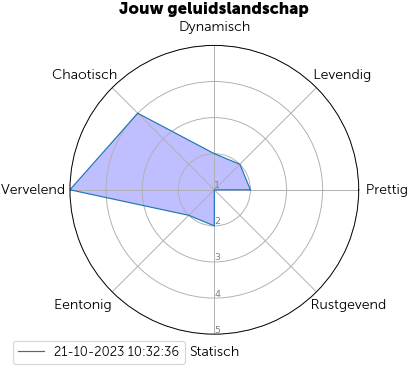 Jouw geluidslandschap
Dynamisch
Chaotisch
Levendig
Vervelend
Prettig
1
2
3
4
5
Eentonig
Rustgevend
Statisch
21-10-2023 10:32:36